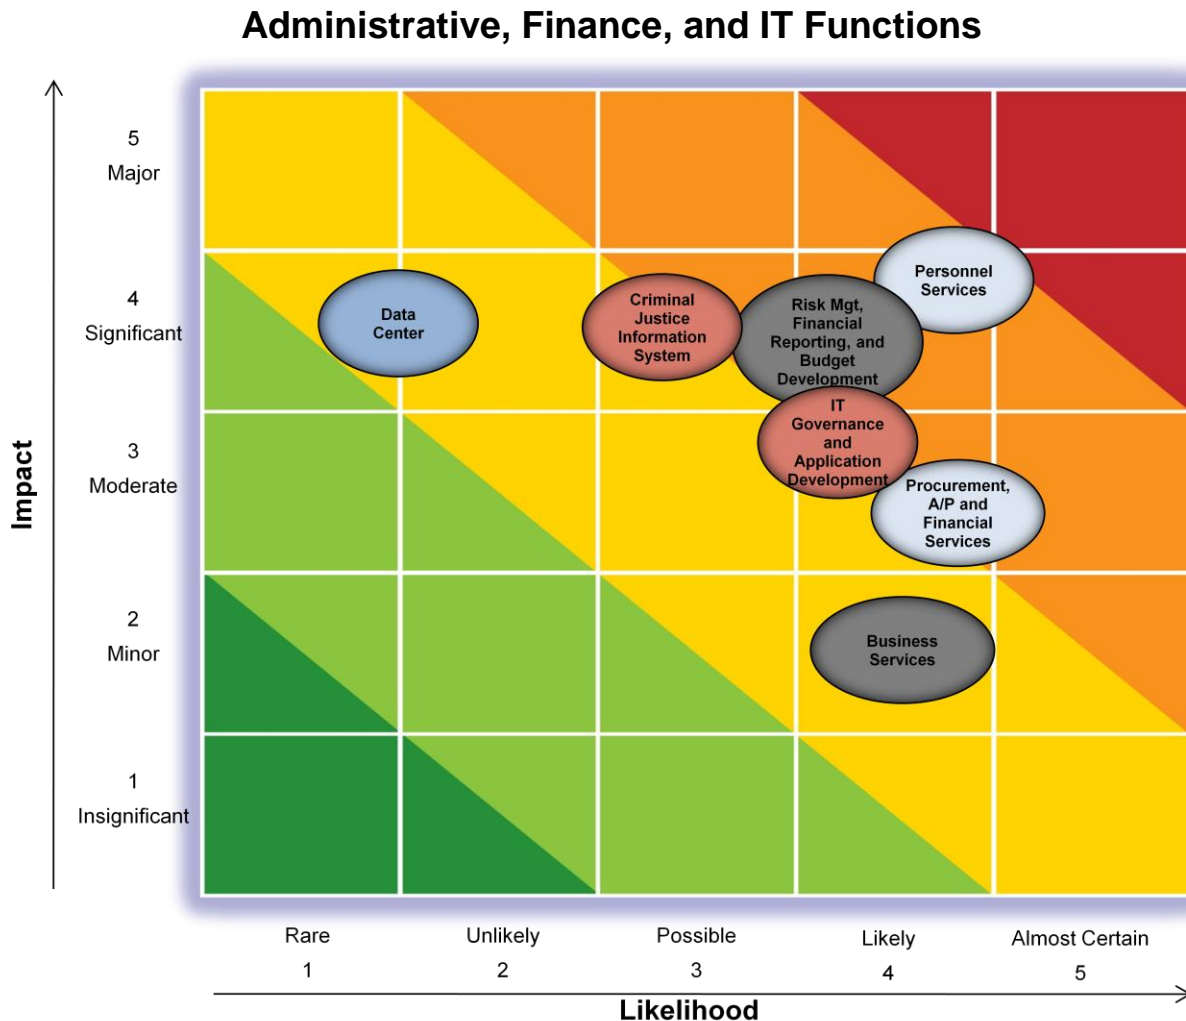 Administrative, Finance, and IT Functions
5
Major
4
Significant
3
Moderate
2
Minor
1
Insignificant
Impact
Data
Center
Criminal
Justice
Information
System
Risk Mgt,
Financial
Reporting, and
Budget
Development
Personnel
Services
IT
Governance
and
Application
Development
Procurement,
A/P and
Financial
Services
Business
Services
Rare
Unlikely
Possible
Likely
Almost Certain
1
2
3
4
5
Likelihood